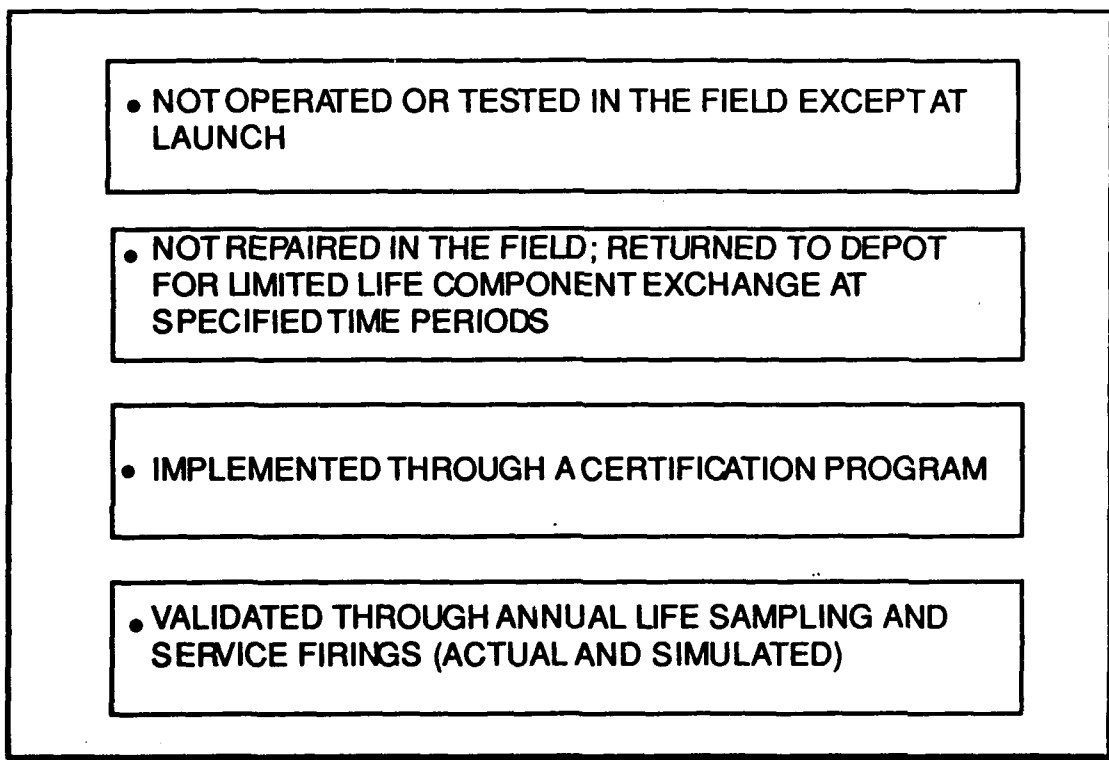 • NOT OPERATED OR TESTED IN THE FIELD EXCEPT AT
LAUNCH
• NOT REPAIRED IN THE FIELD; RETURNED TO DEPOT
FOR LIMITED LIFE COMPONENT EXCHANGE AT
SPECIFIED TIME PERIODS
• IMPLEMENTED THROUGH A CERTIFICATION PROGRAM
• VALIDATED THROUGH ANNUAL LIFE SAMPLING AND
SERVICE FIRINGS (ACTUAL AND SIMULATED)